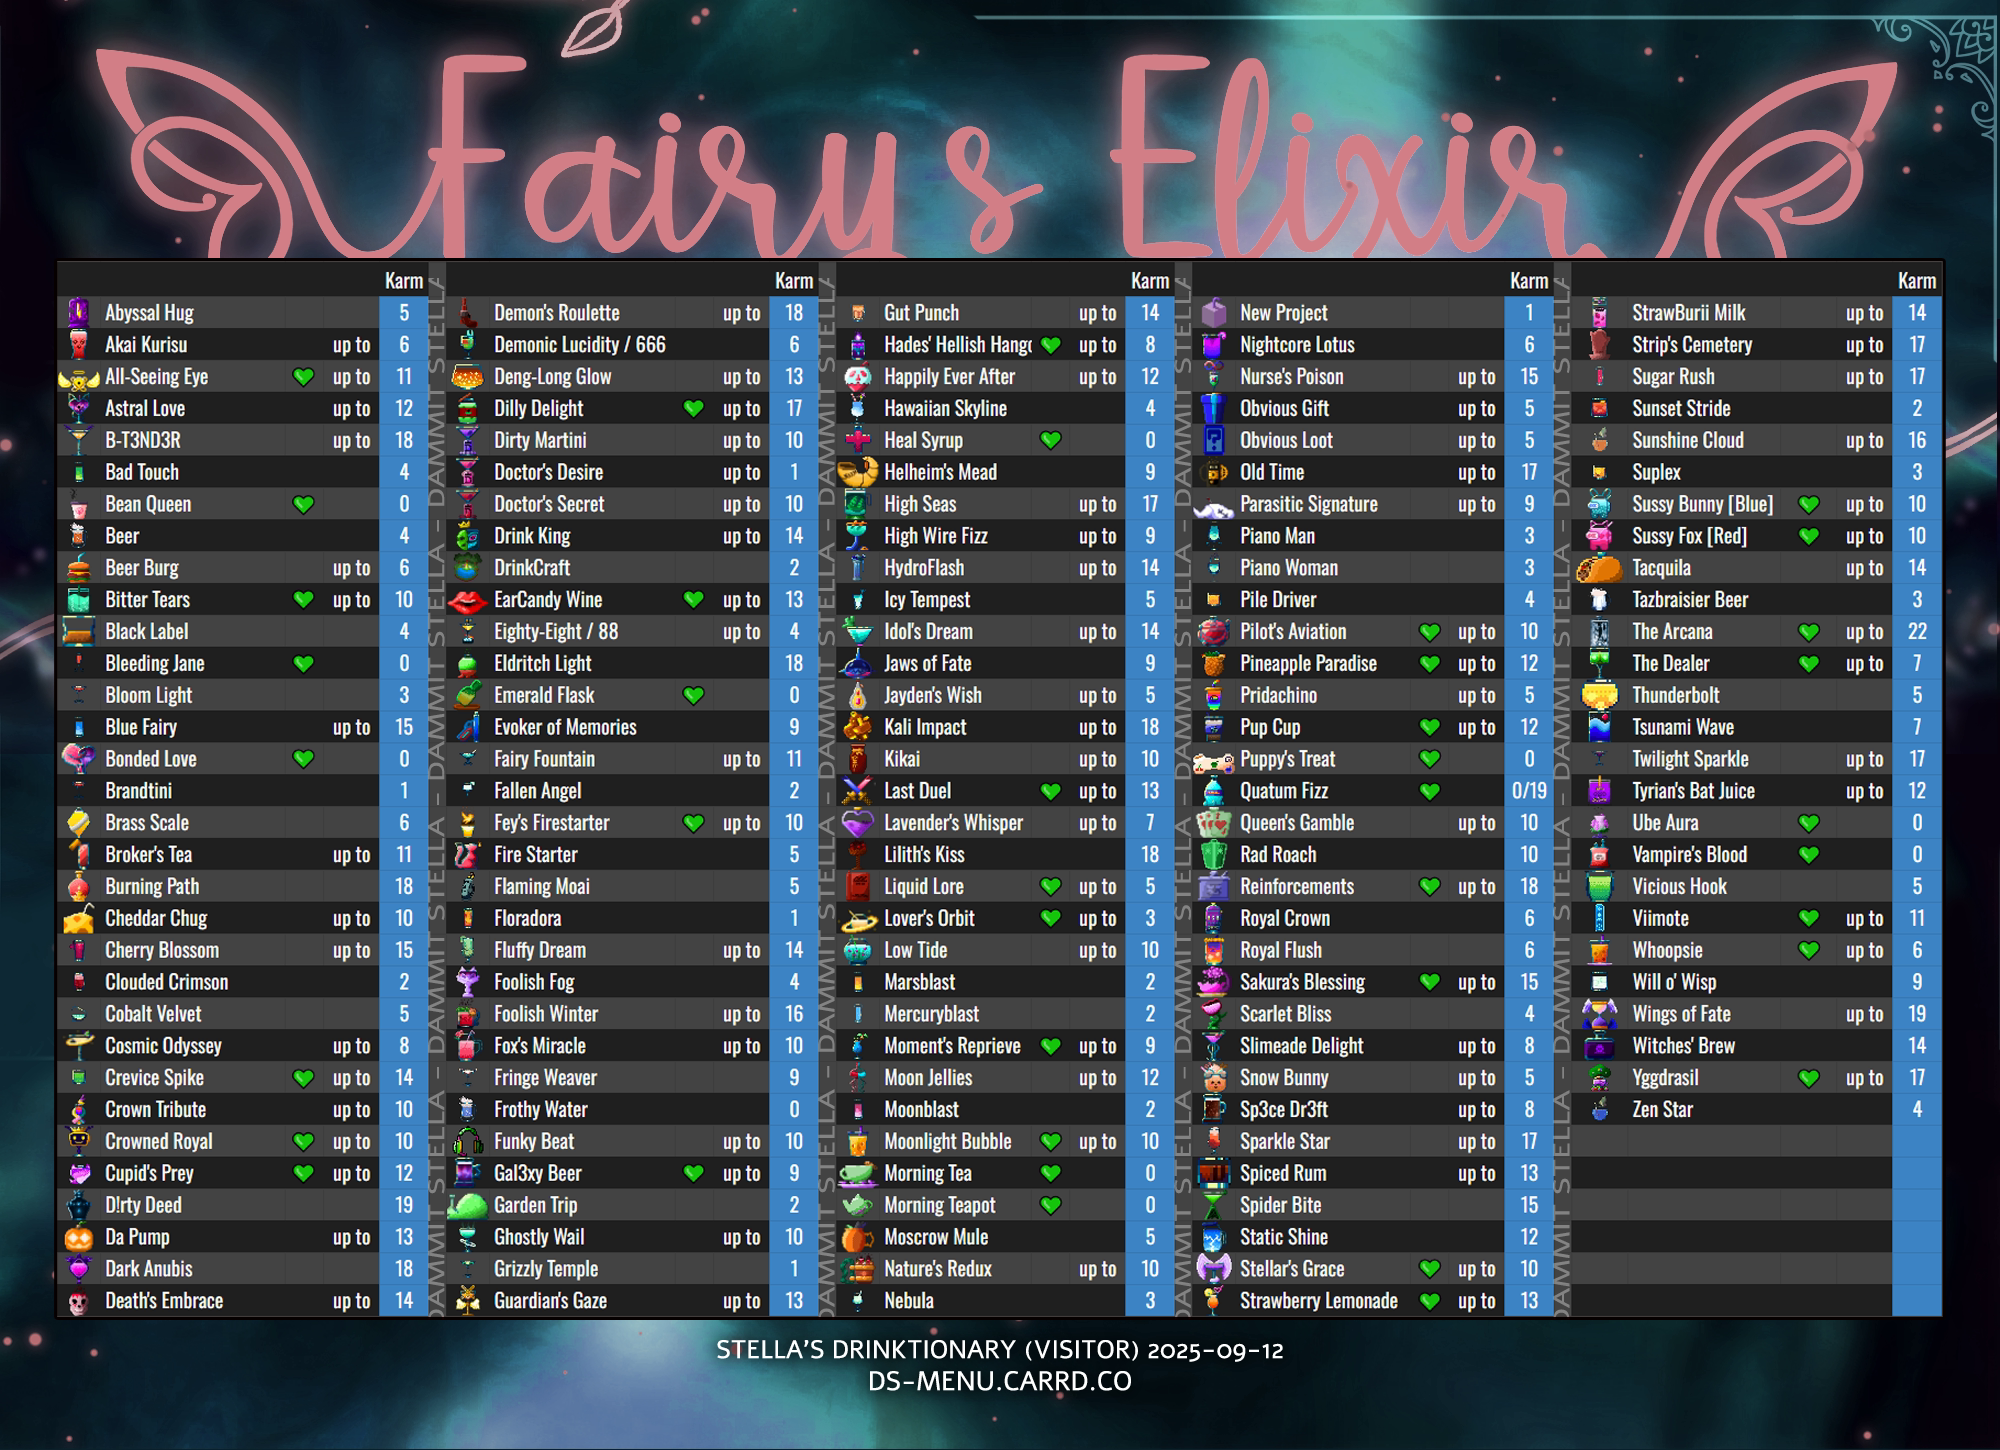 Fairy's Elixir
Karm
Abyssal Hug 5
Akai Kurisu up to 6
All-Seeing Eye up to 11
Astral Love up to 12
B-T3ND3R up to 18
Bad Touch 4
Bean Queen 0
Beer 4
Beer Burg up to 6
Bitter Tears up to 10
Black Label 4
Bleeding Jane 0
Bloom Light 3
Blue Fairy up to 15
Bonded Love 0
Brandtini 1
Brass Scale 6
Broker's Tea up to 11
Burning Path 18
Cheddar Chug up to 10
Cherry Blossom up to 15
Clouded Crimson 2
Cobalt Velvet 5
Cosmic Odyssey up to 8
Crevice Spike up to 14
Crown Tribute up to 10
Crowned Royal up to 10
Cupid's Prey up to 12
D!rty Deed 19
Da Pump up to 13
Dark Anubis 18
Death's Embrace up to 14
DAMMIT STELLA - DAMMIT STELLA - DAMMIT STELLA
Karm
Demon's Roulette up to 18
Demonic Lucidity / 666 6
Deng-Long Glow up to 13
Dilly Delight up to 17
Dirty Martini up to 10
Doctor's Desire up to 1
Doctor's Secret up to 10
Drink King up to 14
DrinkCraft 2
EarCandy Wine up to 13
Eighty-Eight / 88 up to 4
Eldritch Light 18
Emerald Flask 0
Evoker of Memories 9
Fairy Fountain up to 11
Fallen Angel 2
Fey's Firestarter up to 10
Fire Starter 5
Flaming Moai 5
Floradora 1
Fluffy Dream up to 14
Foolish Fog 4
Foolish Winter up to 16
Fox's Miracle up to 10
Fringe Weaver 9
Frothy Water 0
Funky Beat up to 10
Gal3xy Beer up to 9
Garden Trip 2
Ghostly Wail up to 10
Grizzly Temple 1
Guardian's Gaze up to 13
DAMMIT STELLA - DAMMIT STELLA - DAMMIT STELLA
Karm
Gut Punch up to 14
Hades' Hellish Hango up to 8
Happily Ever After up to 12
Hawaiian Skyline 4
Heal Syrup 0
Helheim's Mead 9
High Seas up to 17
High Wire Fizz up to 9
HydroFlash up to 14
Icy Tempest 5
Idol's Dream up to 14
Jaws of Fate 9
Jayden's Wish up to 5
Kali Impact up to 18
Kikai up to 10
Last Duel up to 13
Lavender's Whisper up to 7
Lilith's Kiss 18
Liquid Lore up to 5
Lover's Orbit up to 3
Low Tide up to 10
Marsblast 2
Mercuryblast 2
Moment's Reprieve up to 9
Moon Jellies up to 12
Moonblast 2
Moonlight Bubble up to 10
Morning Tea 0
Morning Teapot 0
Moscrow Mule 5
Nature's Redux up to 10
Nebula 3
DAMMIT STELLA - DAMMIT STELLA - DAMMIT STELLA
Karm
New Project 1
Nightcore Lotus 6
Nurse's Poison up to 15
Obvious Gift up to 5
Obvious Loot up to 5
Old Time up to 17
Parasitic Signature up to 9
Piano Man 3
Piano Woman 3
Pile Driver 4
Pilot's Aviation up to 10
Pineapple Paradise up to 12
Pridachino up to 5
Pup Cup up to 12
Puppy's Treat 0
Quatum Fizz 0/19
Queen's Gamble up to 10
Rad Roach 10
Reinforcements up to 18
Royal Crown 6
Royal Flush 6
Sakura's Blessing up to 15
Scarlet Bliss 4
Slimeade Delight up to 8
Snow Bunny up to 5
Sp3ce Dr3ft up to 8
Sparkle Star up to 17
Spiced Rum up to 13
Spider Bite 15
Static Shine 12
Stellar's Grace up to 10
Strawberry Lemonade up to 13
DAMMIT STELLA - DAMMIT STELLA - DAMMIT STELLA
Karm
StrawBurii Milk up to 14
Strip's Cemetery up to 17
Sugar Rush up to 17
Sunset Stride 2
Sunshine Cloud up to 16
Suplex 3
Sussy Bunny [Blue] up to 10
Sussy Fox [Red] up to 10
Tacquila up to 14
Tazbraisier Beer 3
The Arcana up to 22
The Dealer up to 7
Thunderbolt 5
Tsunami Wave 7
Twilight Sparkle up to 17
Tyrian's Bat Juice up to 12
Ube Aura 0
Vampire's Blood 0
Vicious Hook 5
Viimote up to 11
Whoopsie up to 6
Will o' Wisp 9
Wings of Fate up to 19
Witches' Brew 14
Yggdrasil up to 17
Zen Star 4
STELLA'S DRINKTIONARY (VISITOR) 2025-09-12
DS-MENU.CARRD.CO